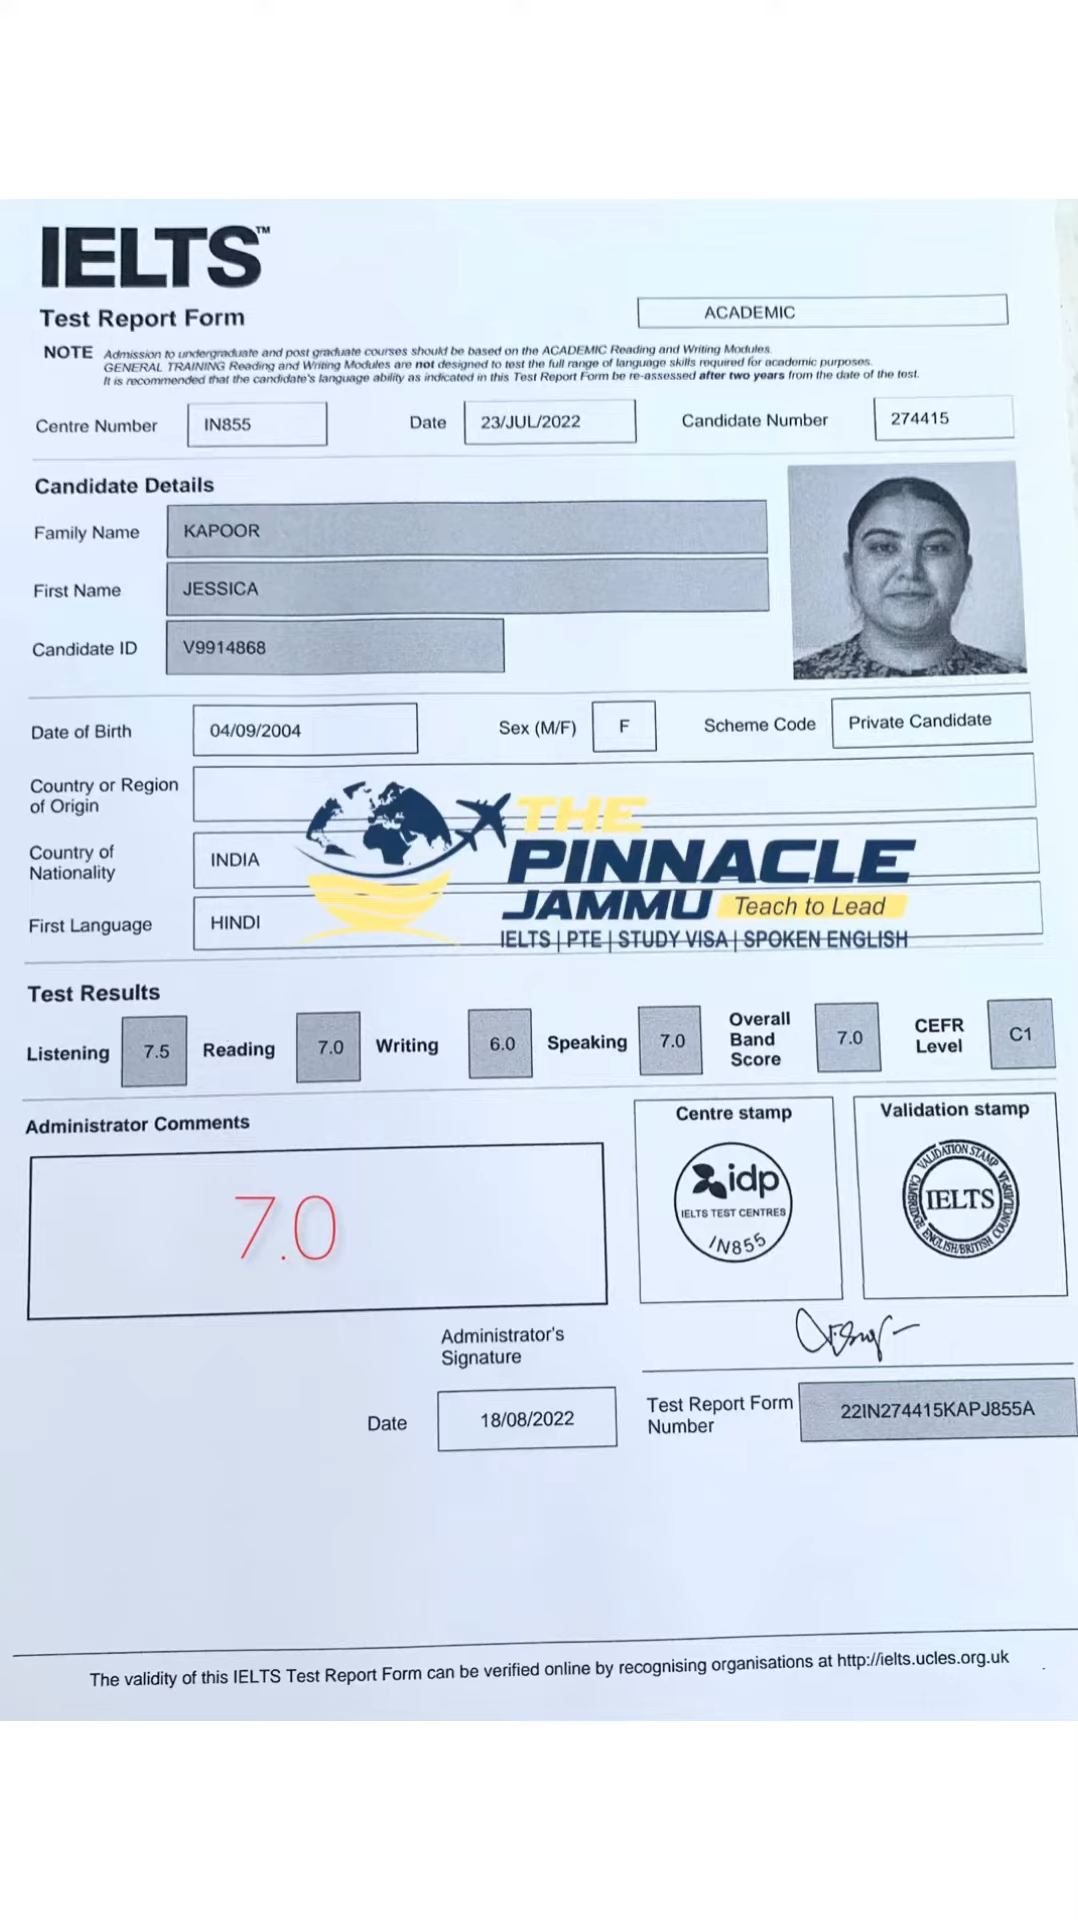 IELTS™
Test Report Form
ACADEMIC
NOTE Admission to undergraduate and post graduate courses should be based on the ACADEMIC Reading and Writing Modules.
GENERAL TRAINING Reading and Writing Modules are not designed to test the full range of language skills required for academic purposes.
It is recommended that the candidate's language ability as indicated in this Test Report Form be re-assessed after two years from the date of the test.
Centre Number IN855 Date 23/JUL/2022 Candidate Number 274415
Candidate Details
Family Name KAPOOR
First Name JESSICA
Candidate ID V9914868
Date of Birth 04/09/2004 Sex (M/F) F Scheme Code Private Candidate
Country or Region
of Origin
THE
PINNACLE
JAMMU Teach to Lead
IELTS | PTE | STUDY VISA | SPOKEN ENGLISH
Country of
Nationality INDIA
First Language HINDI
Test Results
Listening 7.5 Reading 7.0 Writing 6.0 Speaking 7.0 Overall
Band
Score 7.0 CEFR
Level C1
Administrator Comments
7.0
Centre stamp
idp
IELTS TEST CENTRES
IN855
Validation stamp
VALIDATION STAMP
IELTS
CAMBRIDGE ENGLISH/BRITISH COUNCIL/IDP:IA
Administrator's
Signature
Date 18/08/2022
Test Report Form
Number 22IN274415KAPJ855A
The validity of this IELTS Test Report Form can be verified online by recognising organisations at http://ielts.ucles.org.uk